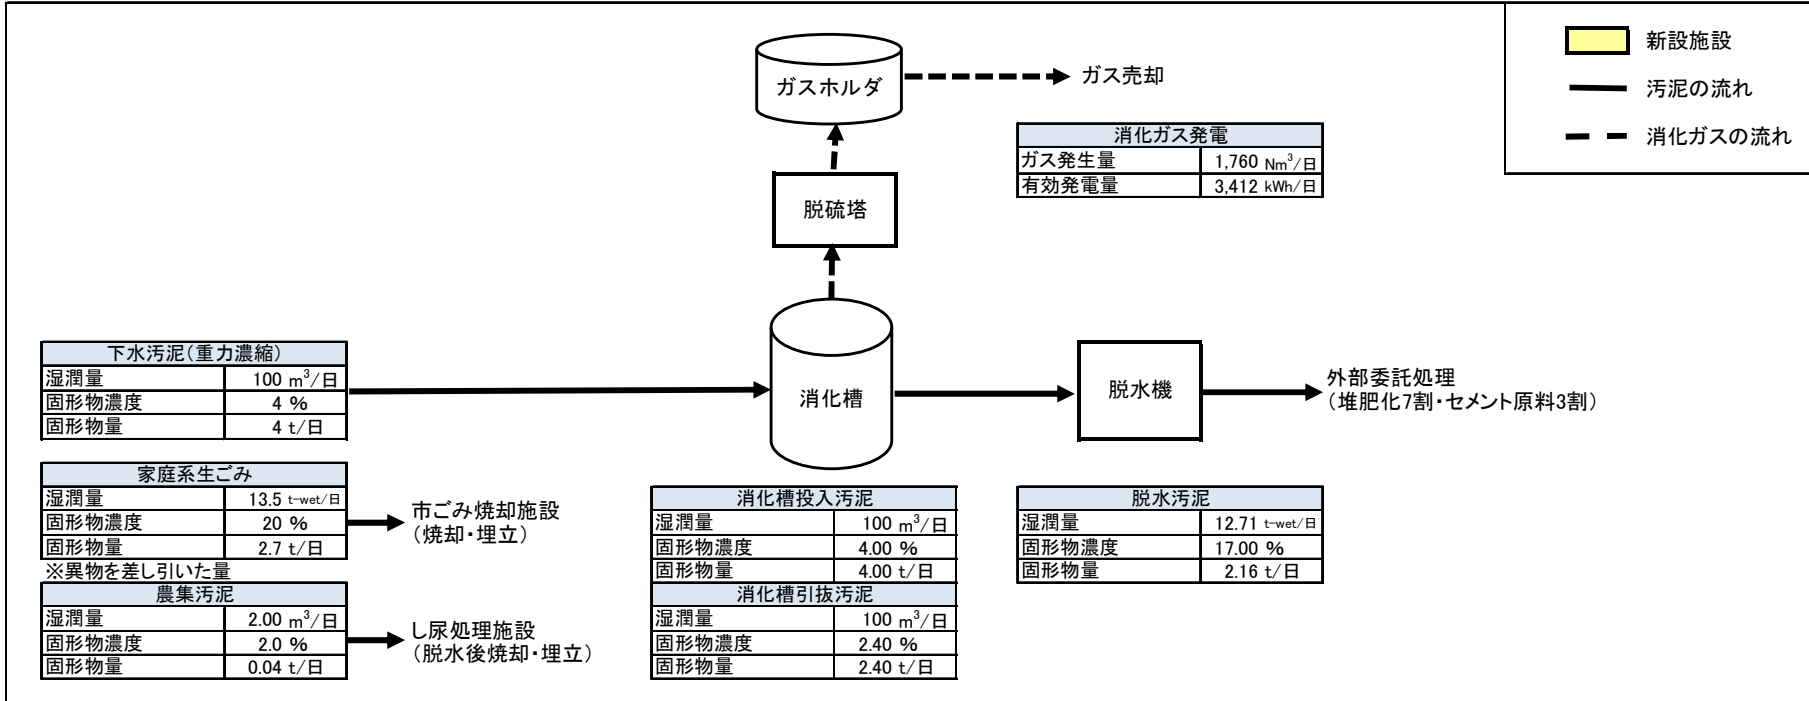 新設施設
汚泥の流れ
消化ガスの流れ
ガスホルダ
ガス売却
消化ガス発電
ガス発生量 1,760 Nm³/日
有効発電量 3,412 kWh/日
脱硫塔
消化槽
脱水機
外部委託処理
(堆肥化7割・セメント原料3割)
下水汚泥(重力濃縮)
湿潤量 100 m³/日
固形物濃度 4 %
固形物量 4 t/日
家庭系生ごみ
湿潤量 13.5 t-wet/日
固形物濃度 20 %
固形物量 2.7 t/日
※異物を差し引いた量
市ごみ焼却施設
(焼却・埋立)
農集汚泥
湿潤量 2.00 m³/日
固形物濃度 2.0 %
固形物量 0.04 t/日
し尿処理施設
(脱水後焼却・埋立)
消化槽投入汚泥
湿潤量 100 m³/日
固形物濃度 4.00 %
固形物量 4.00 t/日
消化槽引抜汚泥
湿潤量 100 m³/日
固形物濃度 2.40 %
固形物量 2.40 t/日
脱水汚泥
湿潤量 12.71 t-wet/日
固形物濃度 17.00 %
固形物量 2.16 t/日